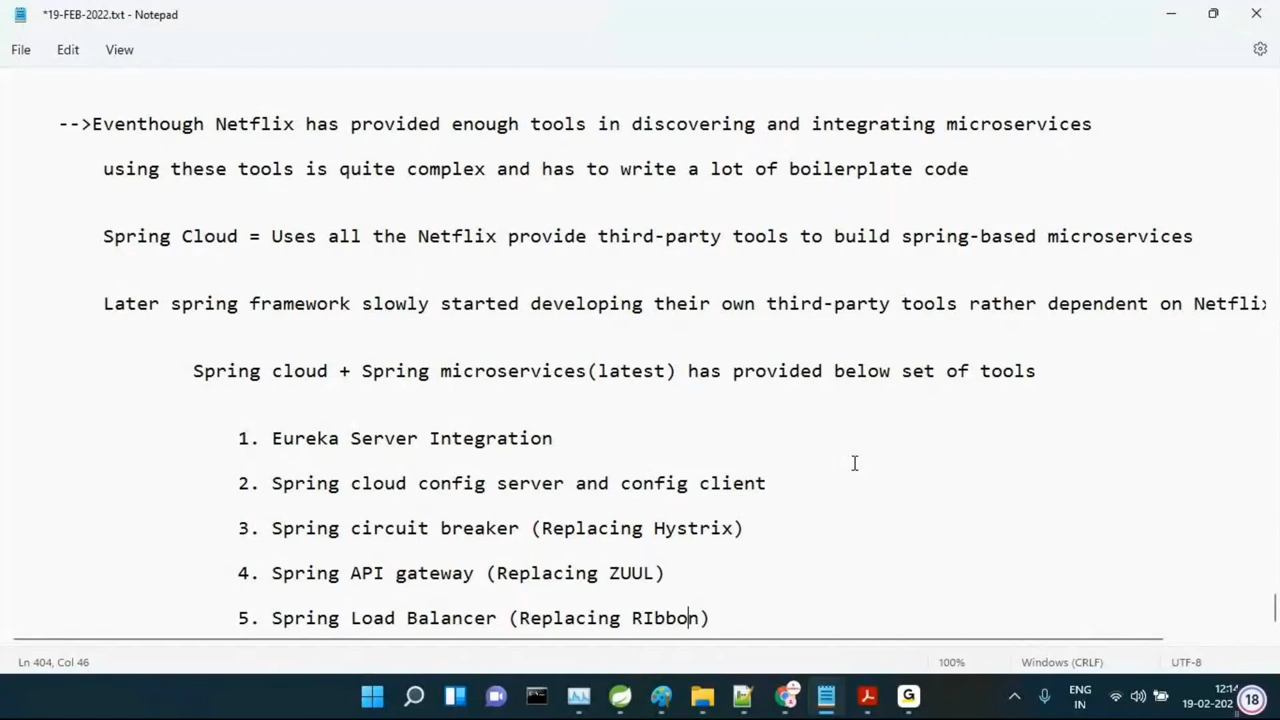 *19-FEB-2022.txt - Notepad
File Edit View
-->Eventhough Netflix has provided enough tools in discovering and integrating microservices
using these tools is quite complex and has to write a lot of boilerplate code
Spring Cloud = Uses all the Netflix provide third-party tools to build spring-based microservices
Later spring framework slowly started developing their own third-party tools rather dependent on Netflix
Spring cloud + Spring microservices(latest) has provided below set of tools
1. Eureka Server Integration
2. Spring cloud config server and config client
3. Spring circuit breaker (Replacing Hystrix)
4. Spring API gateway (Replacing ZUUL)
5. Spring Load Balancer (Replacing RIbbon)
Ln 404, Col 46 100% Windows (CRLF) UTF-8
ENG 12:14
IN 19-02-202 18